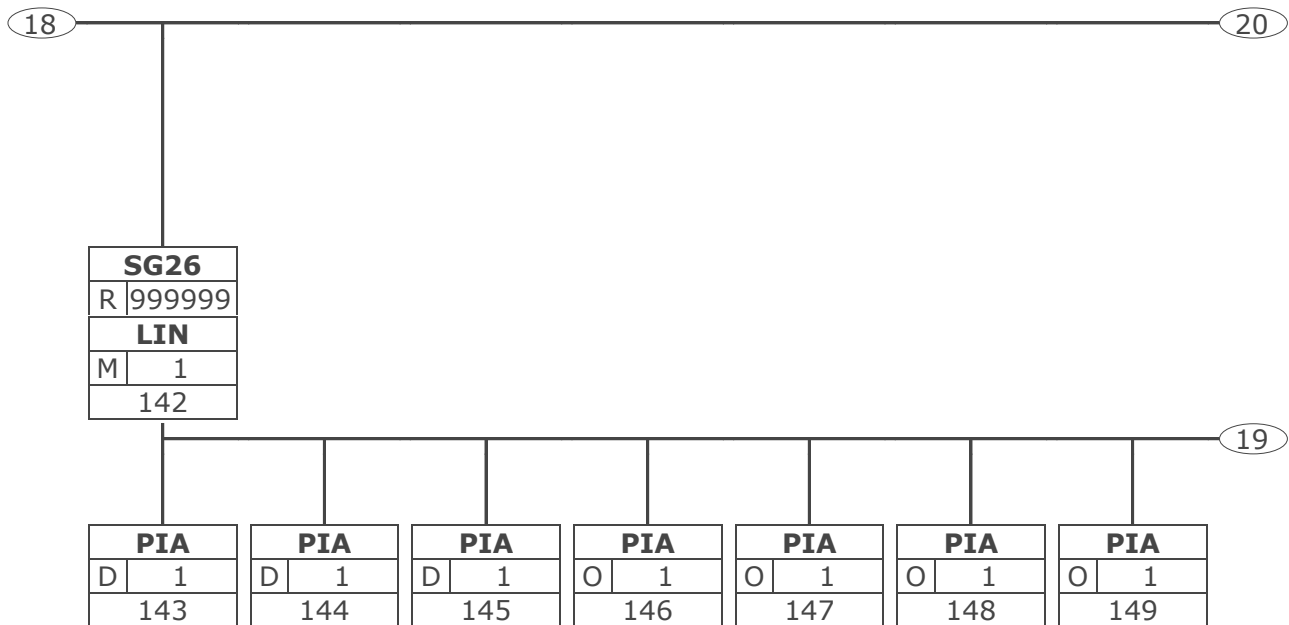 18 20
SG26
R 999999
LIN
M 1
142
19
PIA PIA PIA PIA PIA PIA PIA
D 1 D 1 D 1 O 1 O 1 O 1 O 1
143 144 145 146 147 148 149